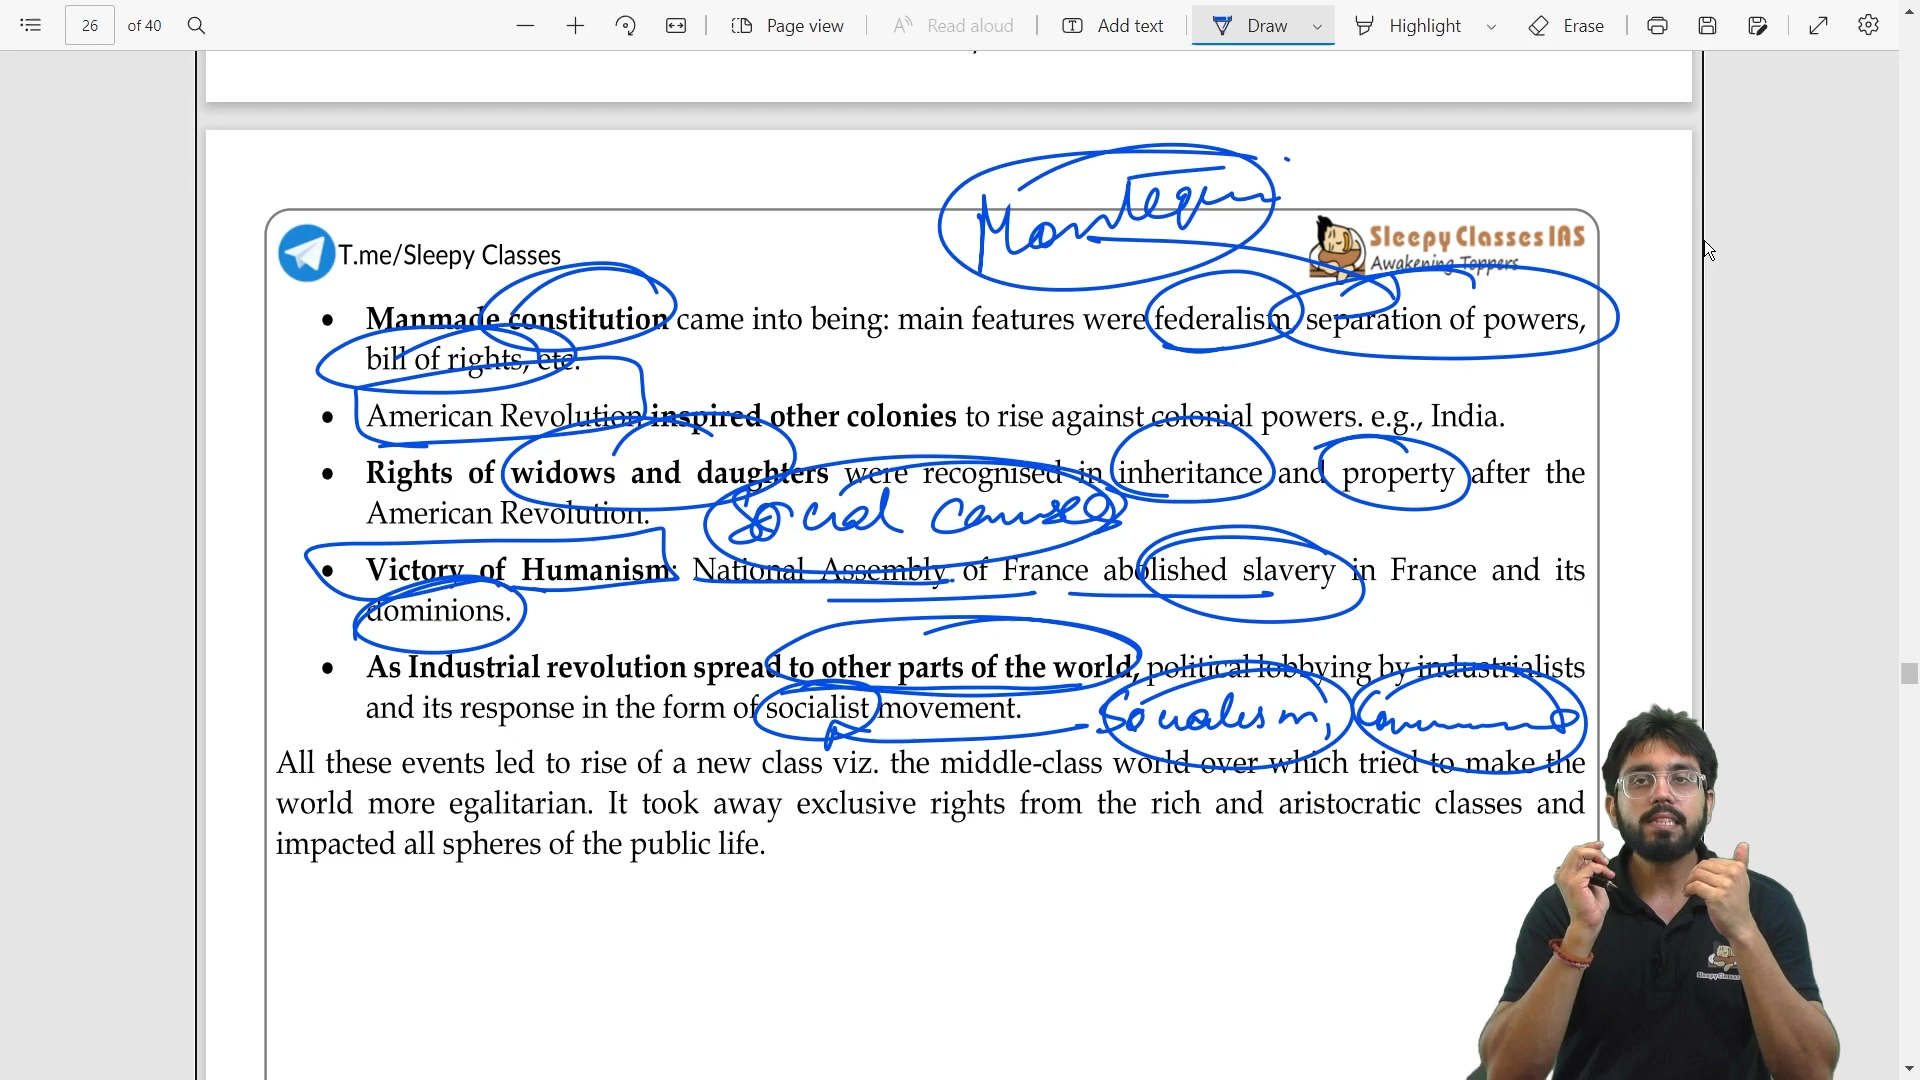 26 of 40 Page view Read aloud Add text Draw Highlight Erase
T.me/Sleepy Classes
Sleepy Classes IAS
Awakening Toppers
• Manmade constitution came into being: main features were federalism, separation of powers,
bill of rights, etc.
• American Revolution inspired other colonies to rise against colonial powers. e.g., India.
• Rights of widows and daughters were recognised in inheritance and property after the
American Revolution.
Social causes
• Victory of Humanism: National Assembly of France abolished slavery in France and its
dominions.
• As Industrial revolution spread to other parts of the world, political lobbying by industrialists
and its response in the form of socialist movement.
Socialism,
All these events led to rise of a new class viz. the middle-class world over which tried to make the
world more egalitarian. It took away exclusive rights from the rich and aristocratic classes and
impacted all spheres of the public life.